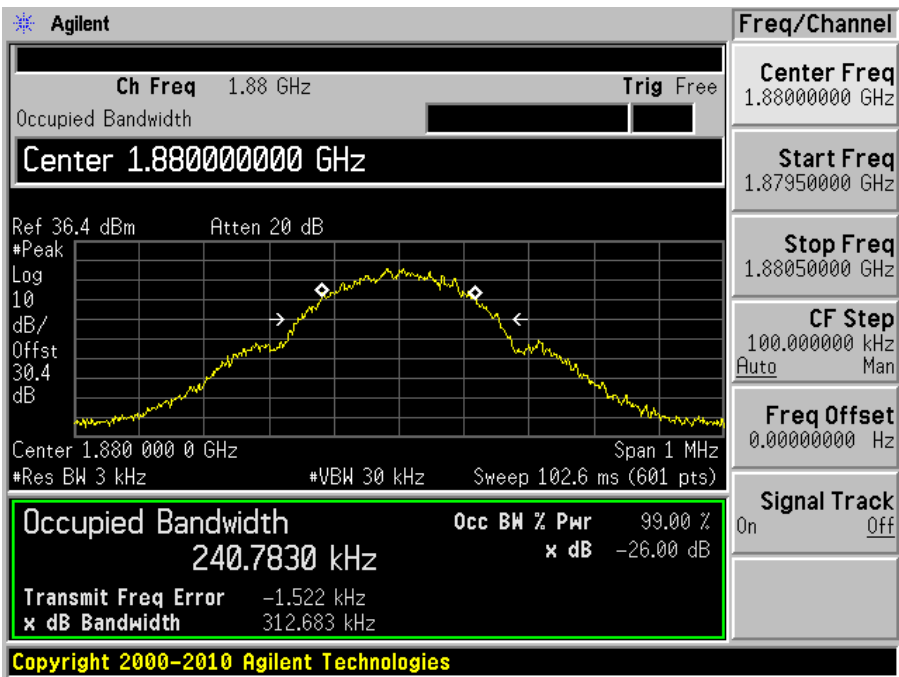 Agilent
Freq/Channel
Ch Freq 1.88 GHz Trig Free
Occupied Bandwidth
Center 1.880000000 GHz
Ref 36.4 dBm Atten 20 dB
#Peak
Log
10
dB/
Offst
30.4
dB
Center 1.880 000 0 GHz Span 1 MHz
#Res BW 3 kHz #VBW 30 kHz Sweep 102.6 ms (601 pts)
Occupied Bandwidth
240.7830 kHz
Occ BW % Pwr 99.00 %
x dB -26.00 dB
Transmit Freq Error -1.522 kHz
x dB Bandwidth 312.683 kHz
Center Freq
1.88000000 GHz
Start Freq
1.87950000 GHz
Stop Freq
1.88050000 GHz
CF Step
100.000000 kHz
Auto Man
Freq Offset
0.00000000 Hz
Signal Track
On Off
Copyright 2000-2010 Agilent Technologies